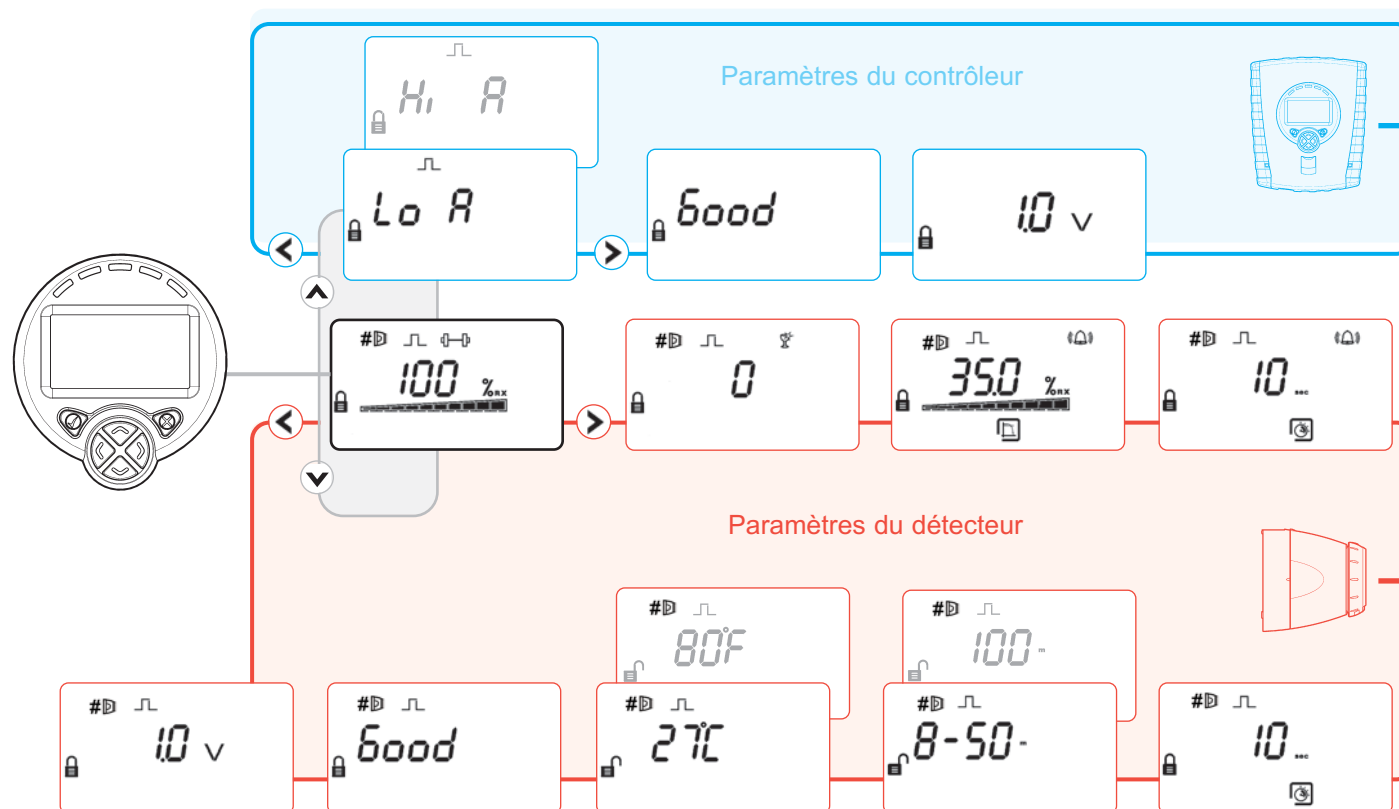 Paramètres du contrôleur
Hi A
Lo A
Good
1.0 V
# 100 %RX
# 0
# 35.0 %RX
# 10 sec
Paramètres du détecteur
# 80°F
# 100 m
# 1.0 V
# Good
# 27°C
# 8-50
# 10 sec